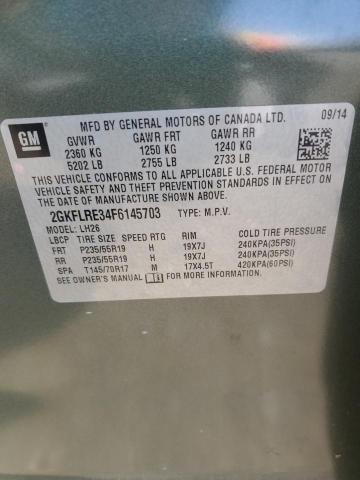 09/14
GM
MFD BY GENERAL MOTORS OF CANADA LTD.
GVWR GAWR FRT GAWR RR
2360 KG 1250 KG 1240 KG
5202 LB 2755 LB 2733 LB
THIS VEHICLE CONFORMS TO ALL APPLICABLE U.S. FEDERAL MOTOR
VEHICLE SAFETY AND THEFT PREVENTION STANDARDS IN EFFECT ON
THE DATE OF MANUFACTURE SHOWN ABOVE.
2GKFLRE34F6145703 TYPE: M.P.V.
MODEL: LH26
LBCP TIRE SIZE SPEED RTG RIM COLD TIRE PRESSURE
FRT P235/55R19 H 19X7J 240KPA(35PSI)
RR P235/55R19 H 19X7J 240KPA(35PSI)
SPA T145/70R17 M 17X4.5T 420KPA(60PSI)
SEE OWNER'S MANUAL FOR MORE INFORMATION.